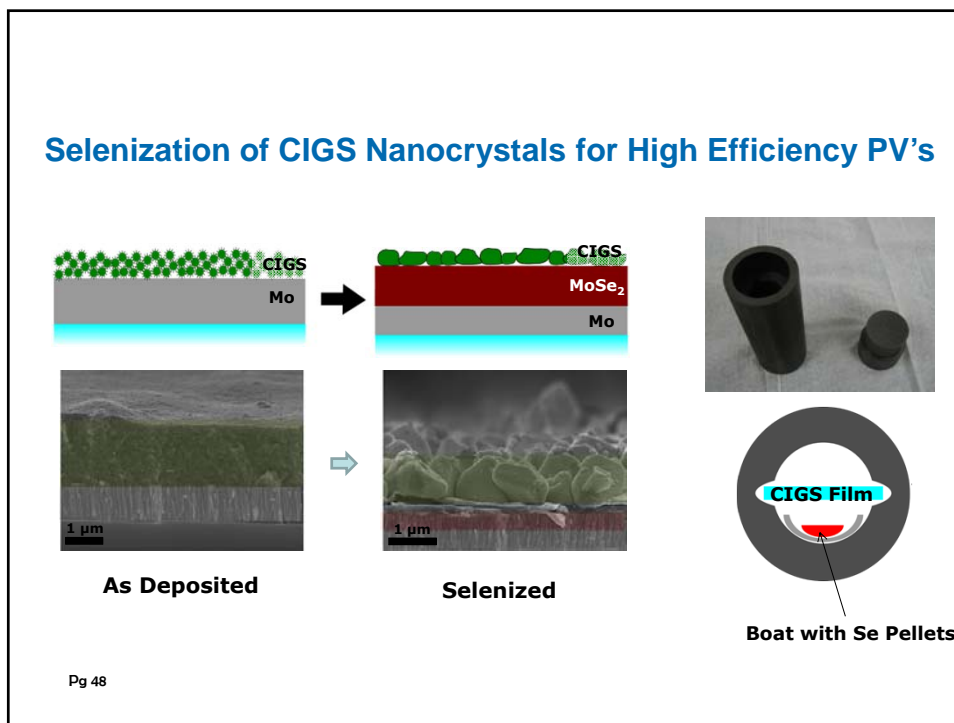 Selenization of CIGS Nanocrystals for High Efficiency PV's
CIGS
Mo
CIGS
MoSe₂
Mo
1 µm
1 µm
As Deposited
Selenized
CIGS Film
Boat with Se Pellets
Pg 48